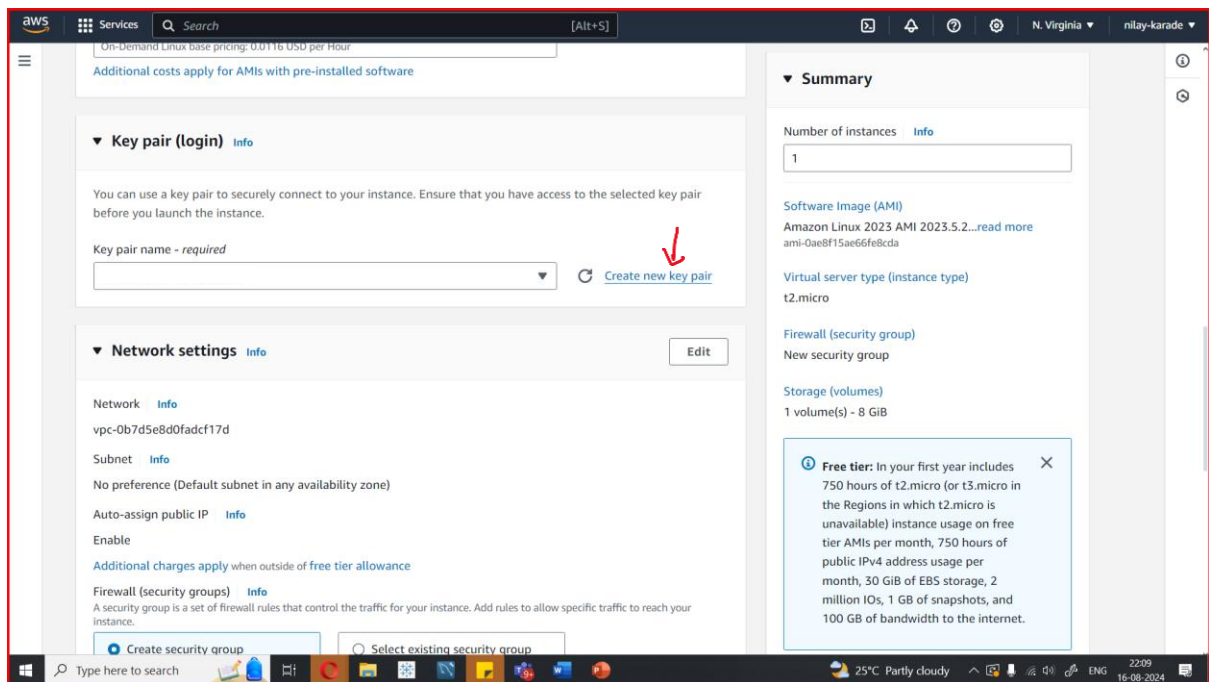 aws
Services
Search
[Alt+S]
N. Virginia
nilay-karade
On-Demand Linux base pricing: 0.0116 USD per Hour
Additional costs apply for AMIs with pre-installed software
Key pair (login) Info
You can use a key pair to securely connect to your instance. Ensure that you have access to the selected key pair
before you launch the instance.
Key pair name - required
Create new key pair
Network settings Info
Edit
Network Info
vpc-0b7d5e8d0fadcf17d
Subnet Info
No preference (Default subnet in any availability zone)
Auto-assign public IP Info
Enable
Additional charges apply when outside of free tier allowance
Firewall (security groups) Info
A security group is a set of firewall rules that control the traffic for your instance. Add rules to allow specific traffic to reach your
instance.
Create security group
Select existing security group
Summary
Number of instances Info
1
Software Image (AMI)
Amazon Linux 2023 AMI 2023.5.2...read more
ami-0ae8f15ae66fe8cda
Virtual server type (instance type)
t2.micro
Firewall (security group)
New security group
Storage (volumes)
1 volume(s) - 8 GiB
Free tier: In your first year includes
750 hours of t2.micro (or t3.micro in
the Regions in which t2.micro is
unavailable) instance usage on free
tier AMIs per month, 750 hours of
public IPv4 address usage per
month, 30 GiB of EBS storage, 2
million IOs, 1 GB of snapshots, and
100 GB of bandwidth to the internet.
Type here to search
25°C Partly cloudy
ENG
22:09
16-08-2024